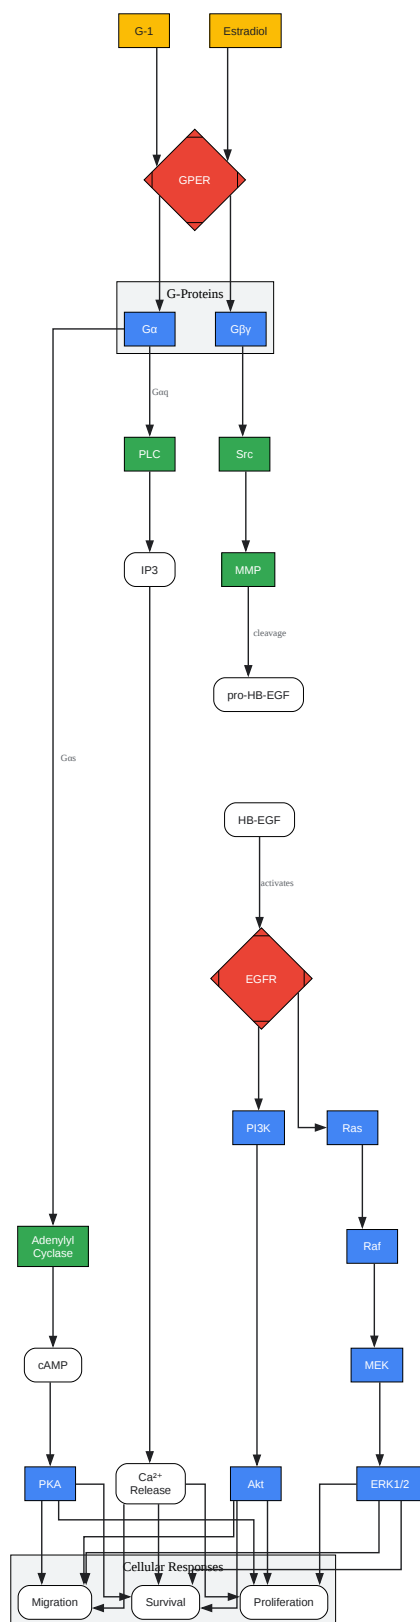 G-1
Estradiol
GPER
G-Proteins
Gα
Gβγ
Gαq
PLC
Src
IP3
MMP
cleavage
pro-HB-EGF
Gαs
HB-EGF
activates
EGFR
PI3K
Ras
Adenylyl
Cyclase
Raf
cAMP
MEK
PKA
Ca²⁺
Release
Akt
ERK1/2
Cellular Responses
Migration
Survival
Proliferation